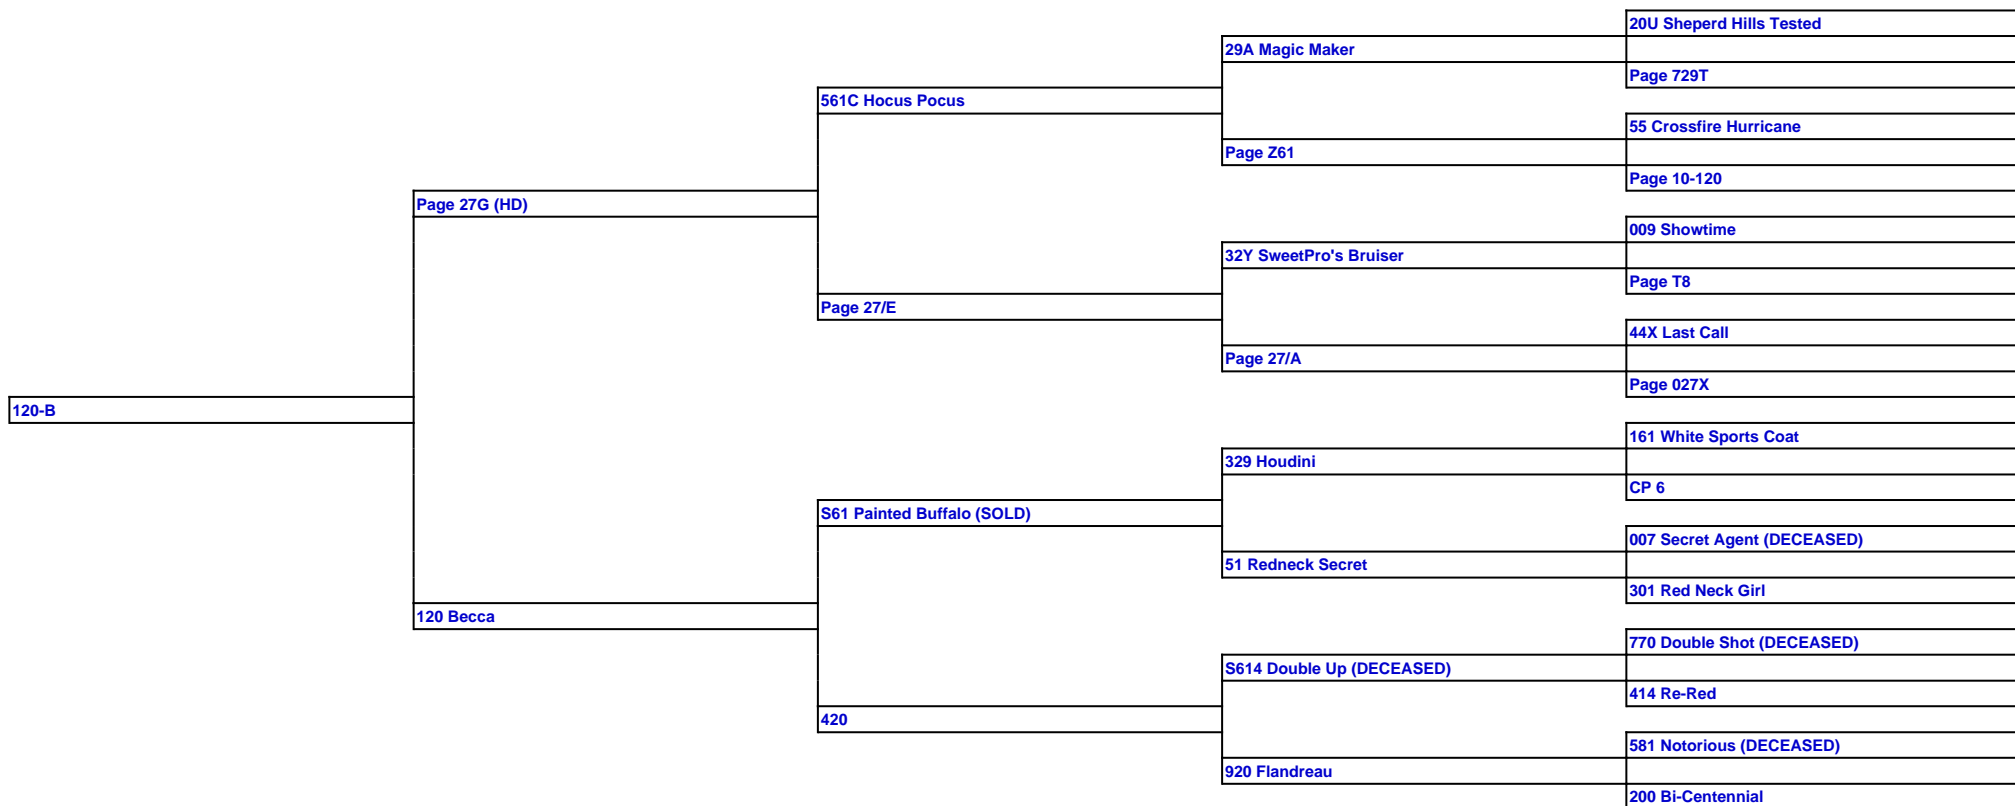 20U Sheperd Hills Tested
29A Magic Maker
Page 729T
561C Hocus Pocus
55 Crossfire Hurricane
Page Z61
Page 10-120
Page 27G (HD)
009 Showtime
32Y SweetPro's Bruiser
Page T8
Page 27/E
44X Last Call
Page 27/A
Page 027X
120-B
161 White Sports Coat
329 Houdini
CP 6
S61 Painted Buffalo (SOLD)
007 Secret Agent (DECEASED)
51 Redneck Secret
301 Red Neck Girl
120 Becca
770 Double Shot (DECEASED)
S614 Double Up (DECEASED)
414 Re-Red
420
581 Notorious (DECEASED)
920 Flandreau
200 Bi-Centennial